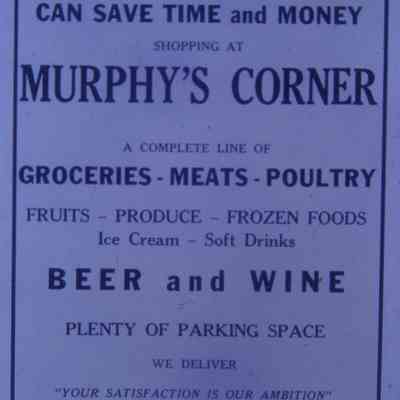 CAN SAVE TIME and MONEY
SHOPPING AT
MURPHY'S CORNER
A COMPLETE LINE OF
GROCERIES - MEATS - POULTRY
FRUITS - PRODUCE - FROZEN FOODS
Ice Cream - Soft Drinks
BEER and WINE
PLENTY OF PARKING SPACE
WE DELIVER
"YOUR SATISFACTION IS OUR AMBITION"